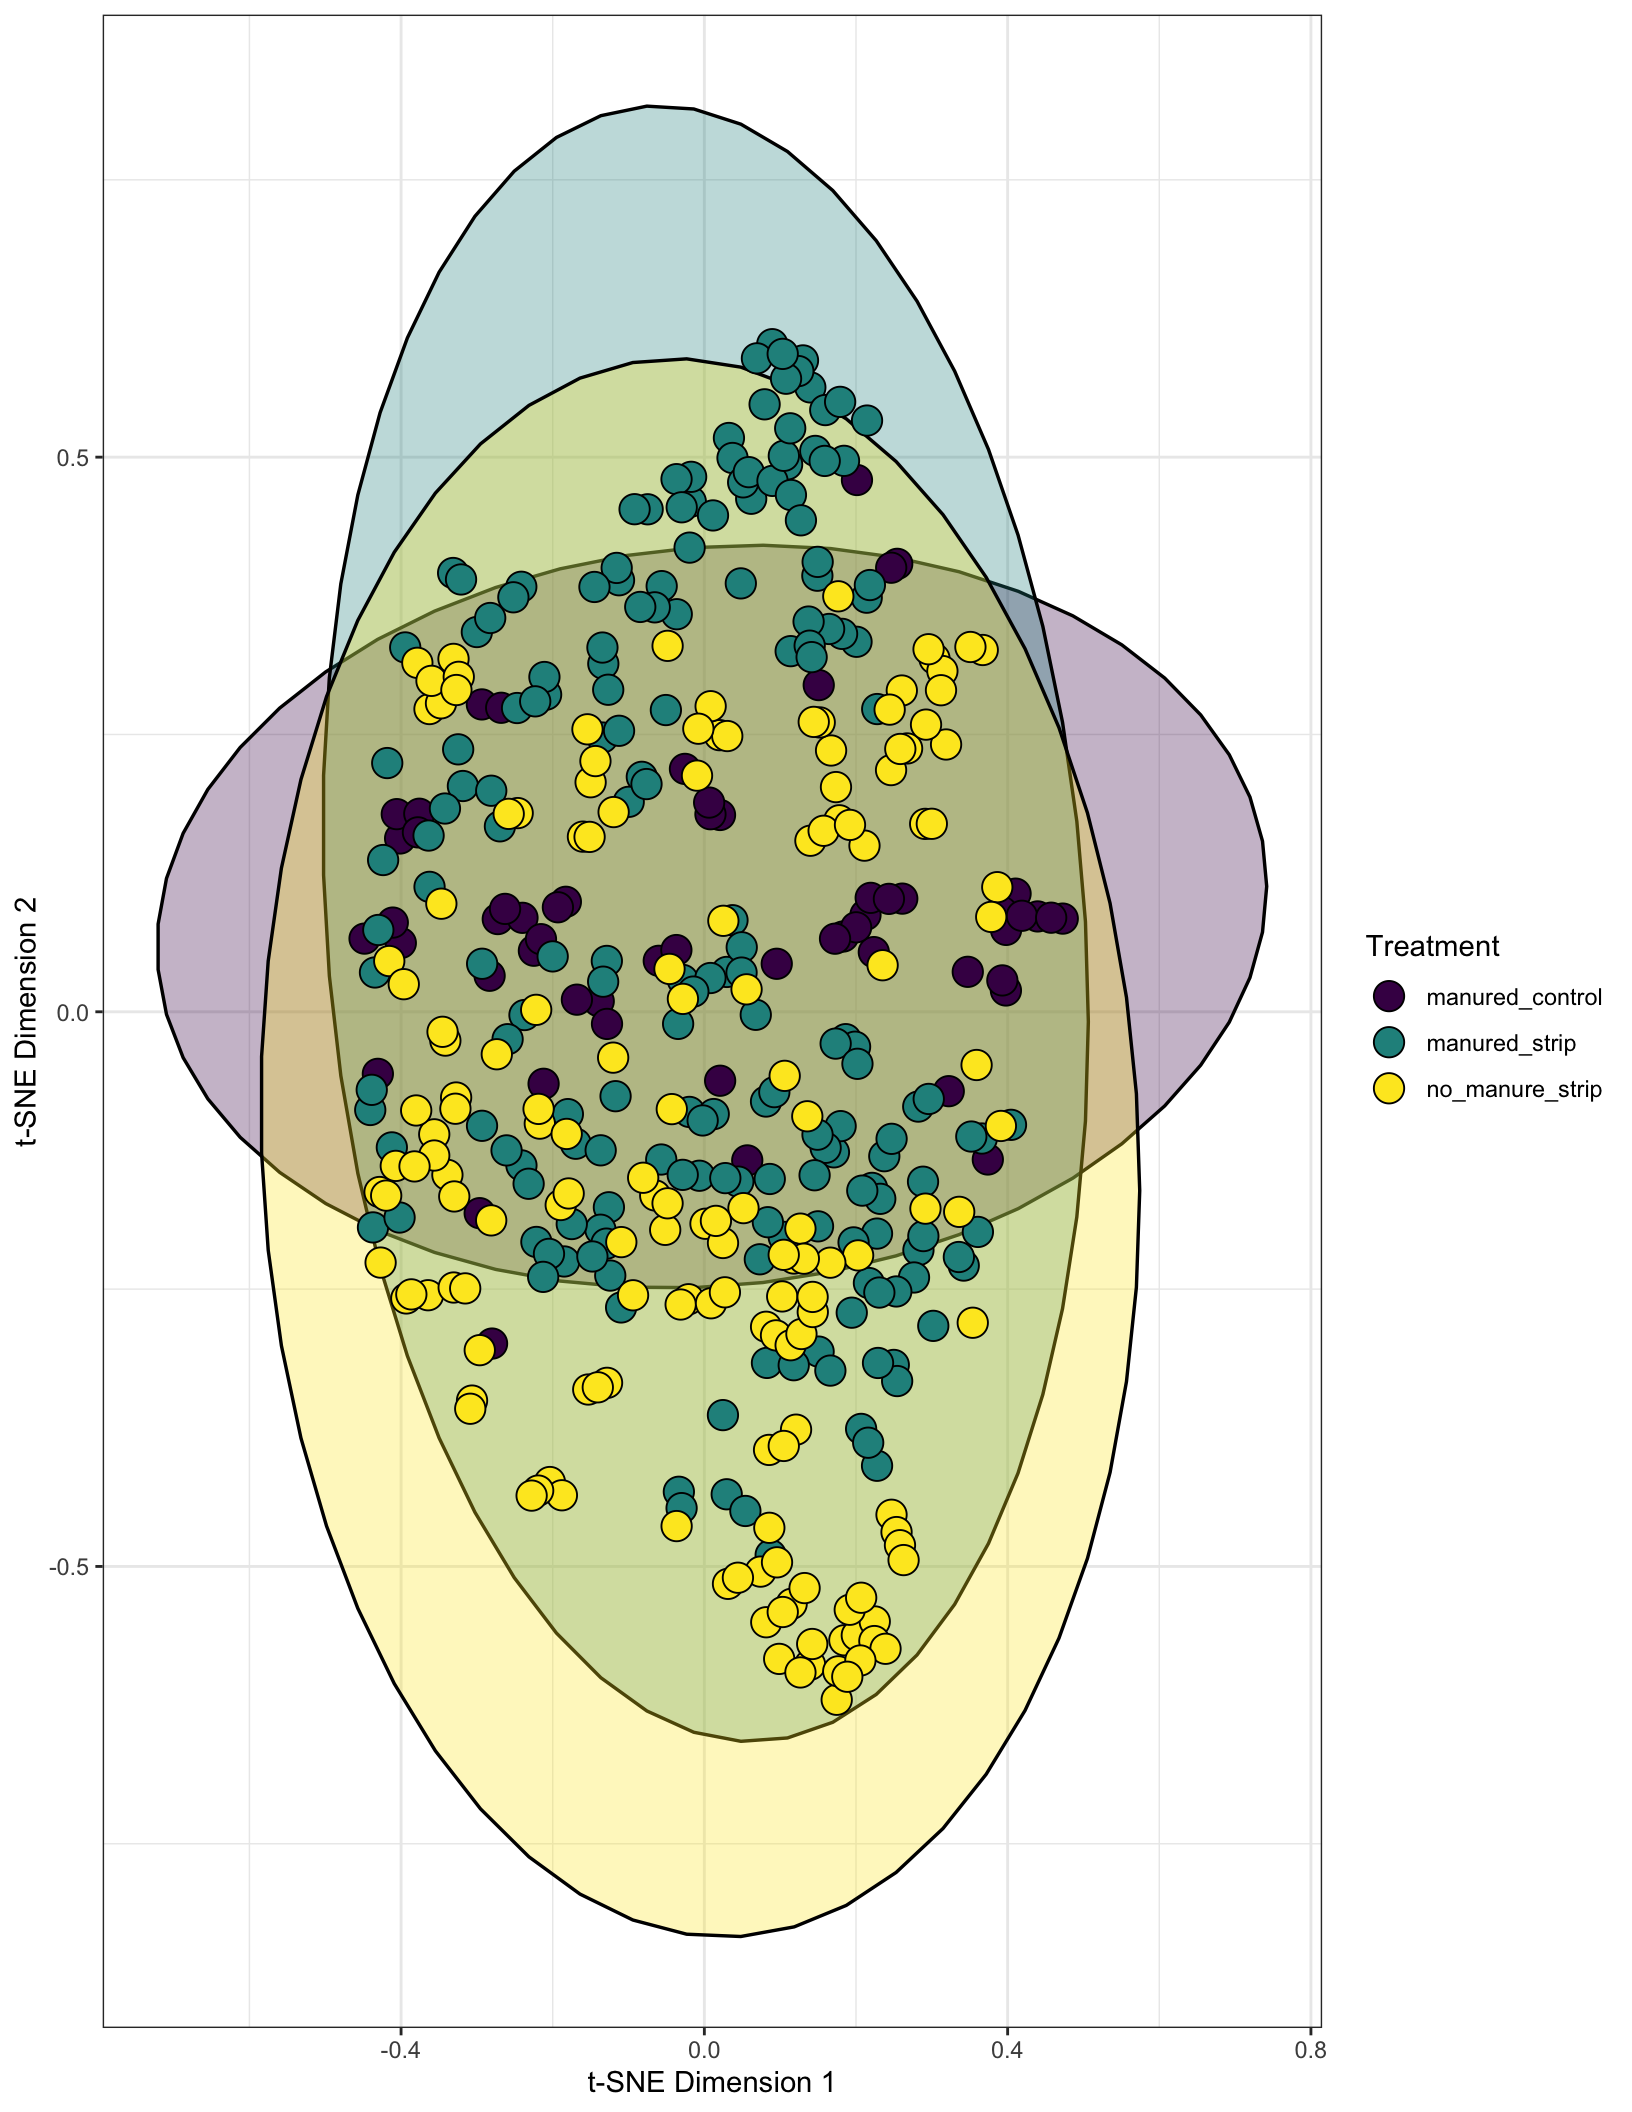 0.5
0.0
-0.5
t-SNE Dimension 2
-0.4
0.0
0.4
0.8
t-SNE Dimension 1
Treatment
manured_control
manured_strip
no_manure_strip